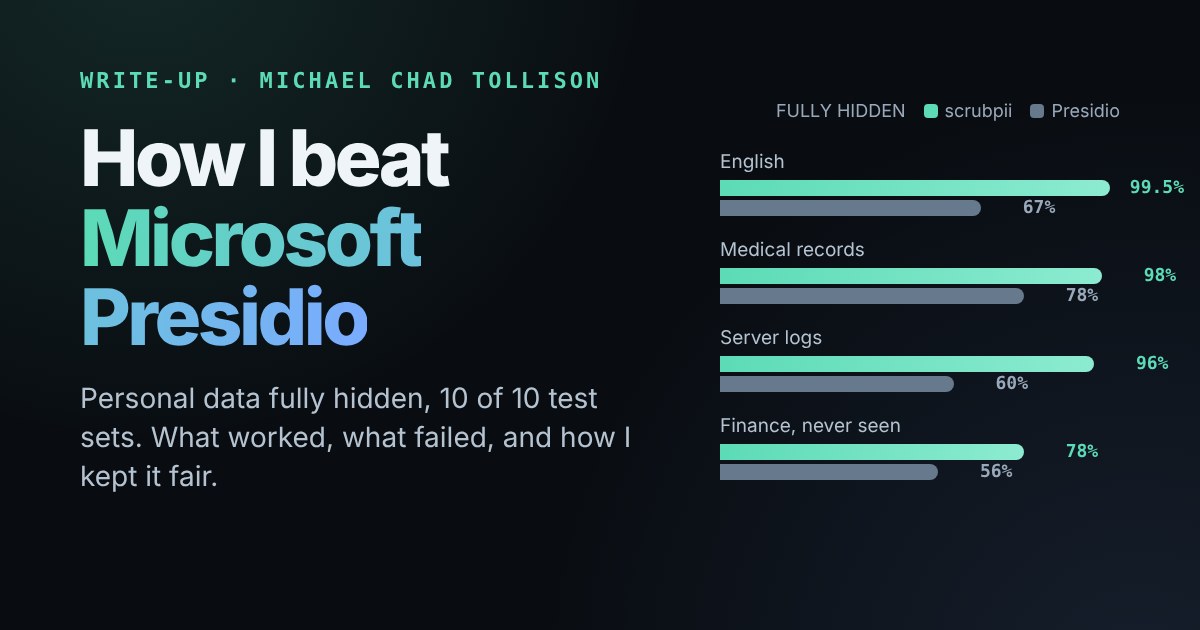 WRITE-UP · MICHAEL CHAD TOLLISON
How I beat
Microsoft
Presidio
Personal data fully hidden, 10 of 10 test
sets. What worked, what failed, and how I
kept it fair.
FULLY HIDDEN scrubpii Presidio
English
99.5%
67%
Medical records
98%
78%
Server logs
96%
60%
Finance, never seen
78%
56%